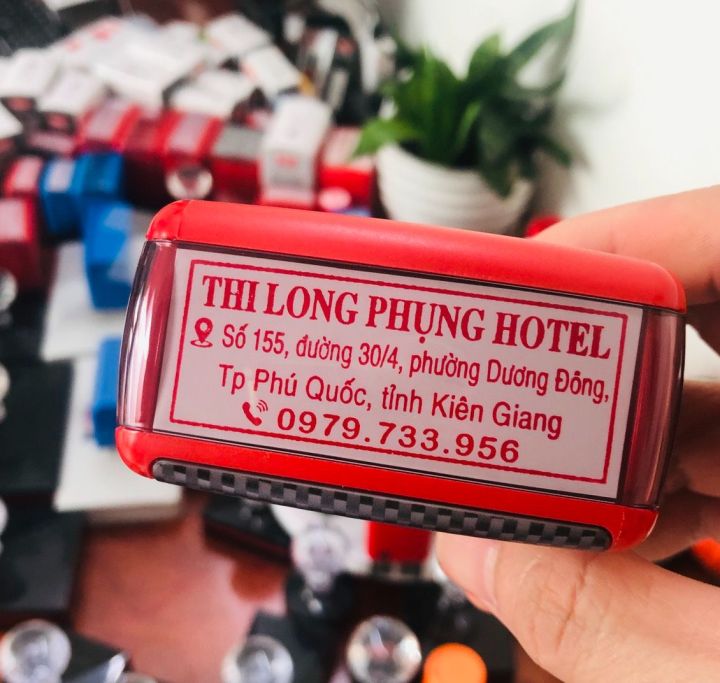 THI LONG PHỤNG HOTEL
Số 155, đường 30/4, phường Dương Đông,
Tp Phú Quốc, tỉnh Kiên Giang
0979.733.956